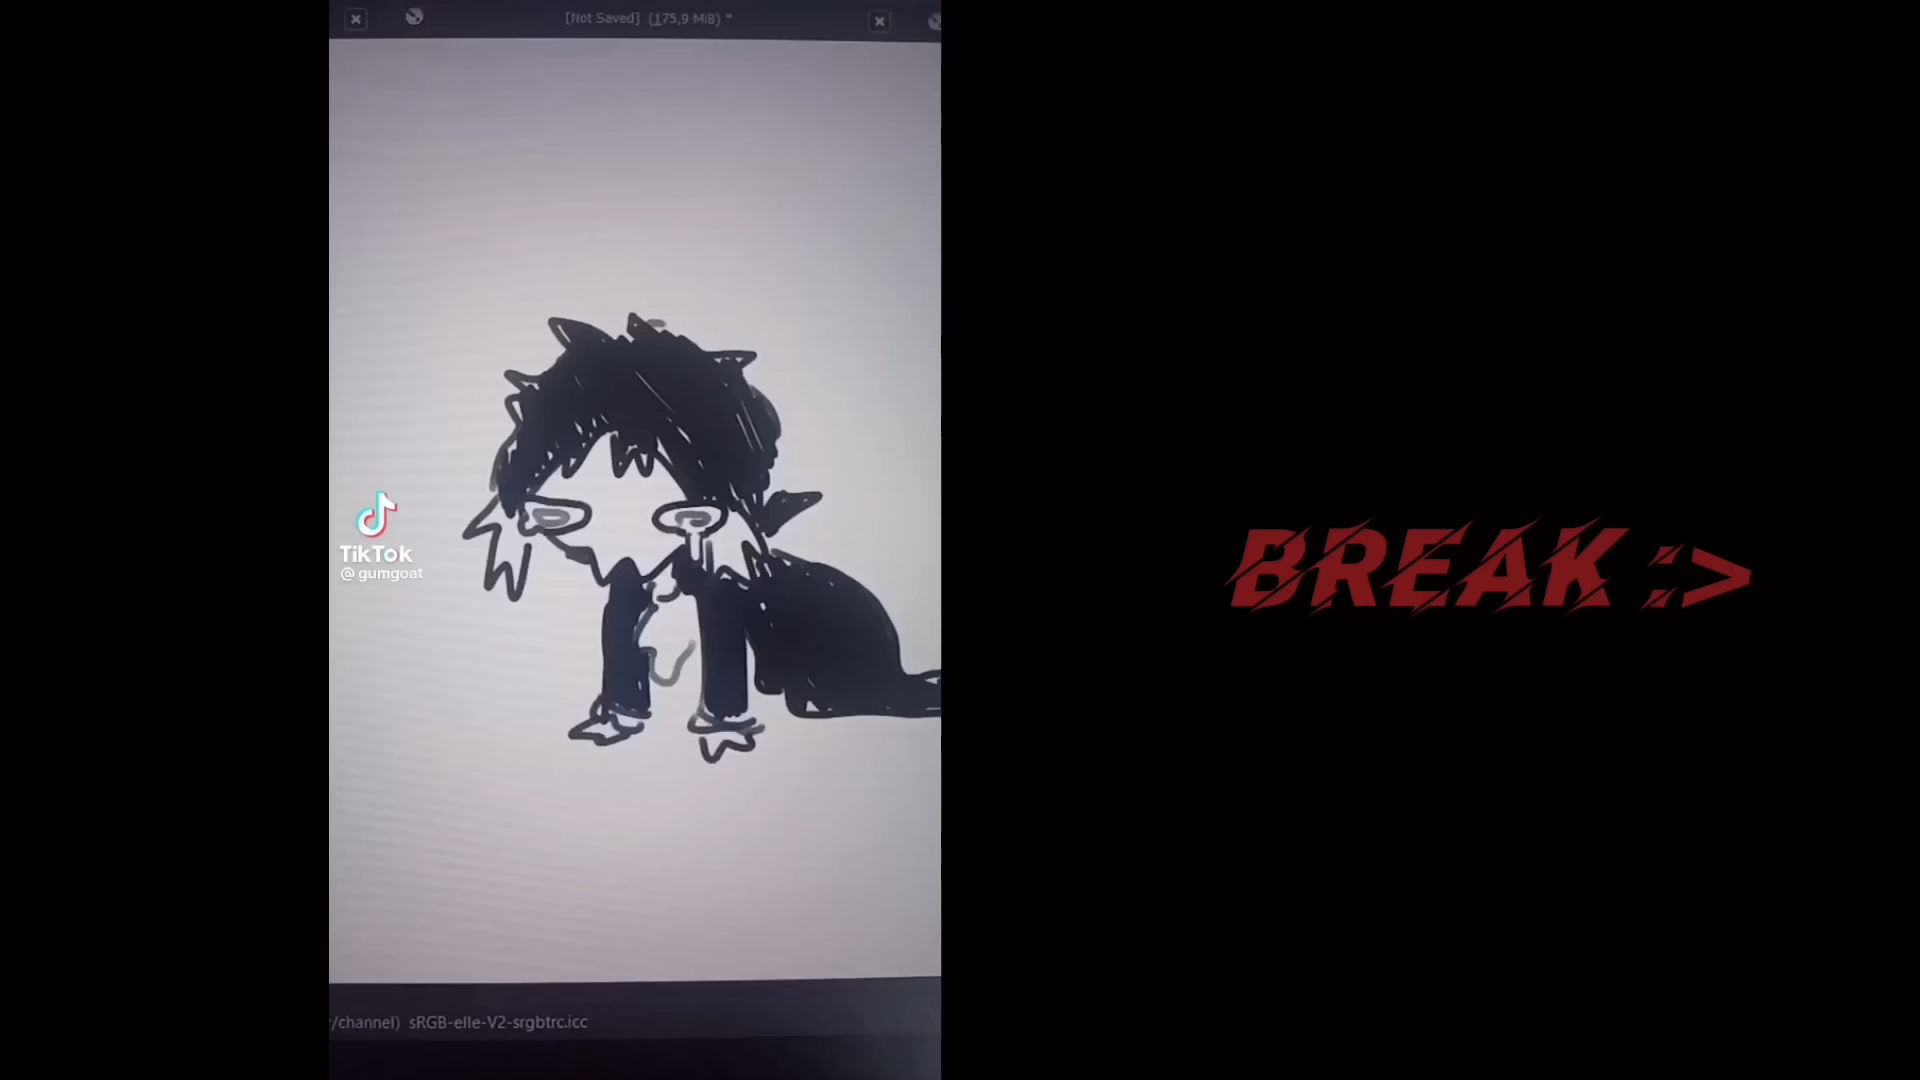 [Not Saved] (175,9 MiB) *
TikTok
@gumgoat
BREAK :>
/channel) sRGB-elle-V2-srgbtrc.icc